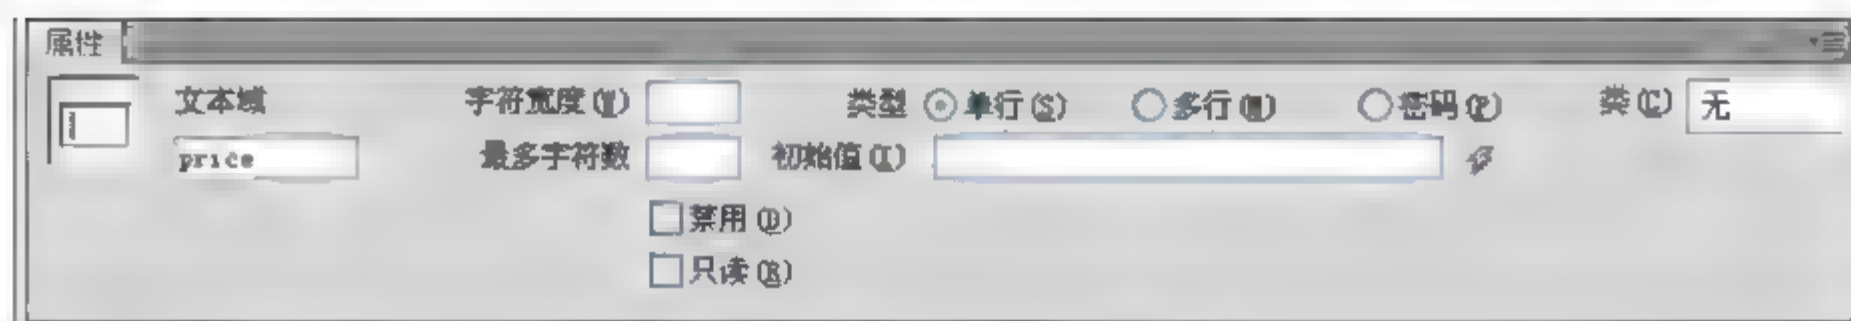 属性
文本域 字符宽度(W) 类型 单行(S) 多行(M) 密码(P) 类(C) 无
price 最多字符数 初始值(I)
禁用(D)
只读(R)